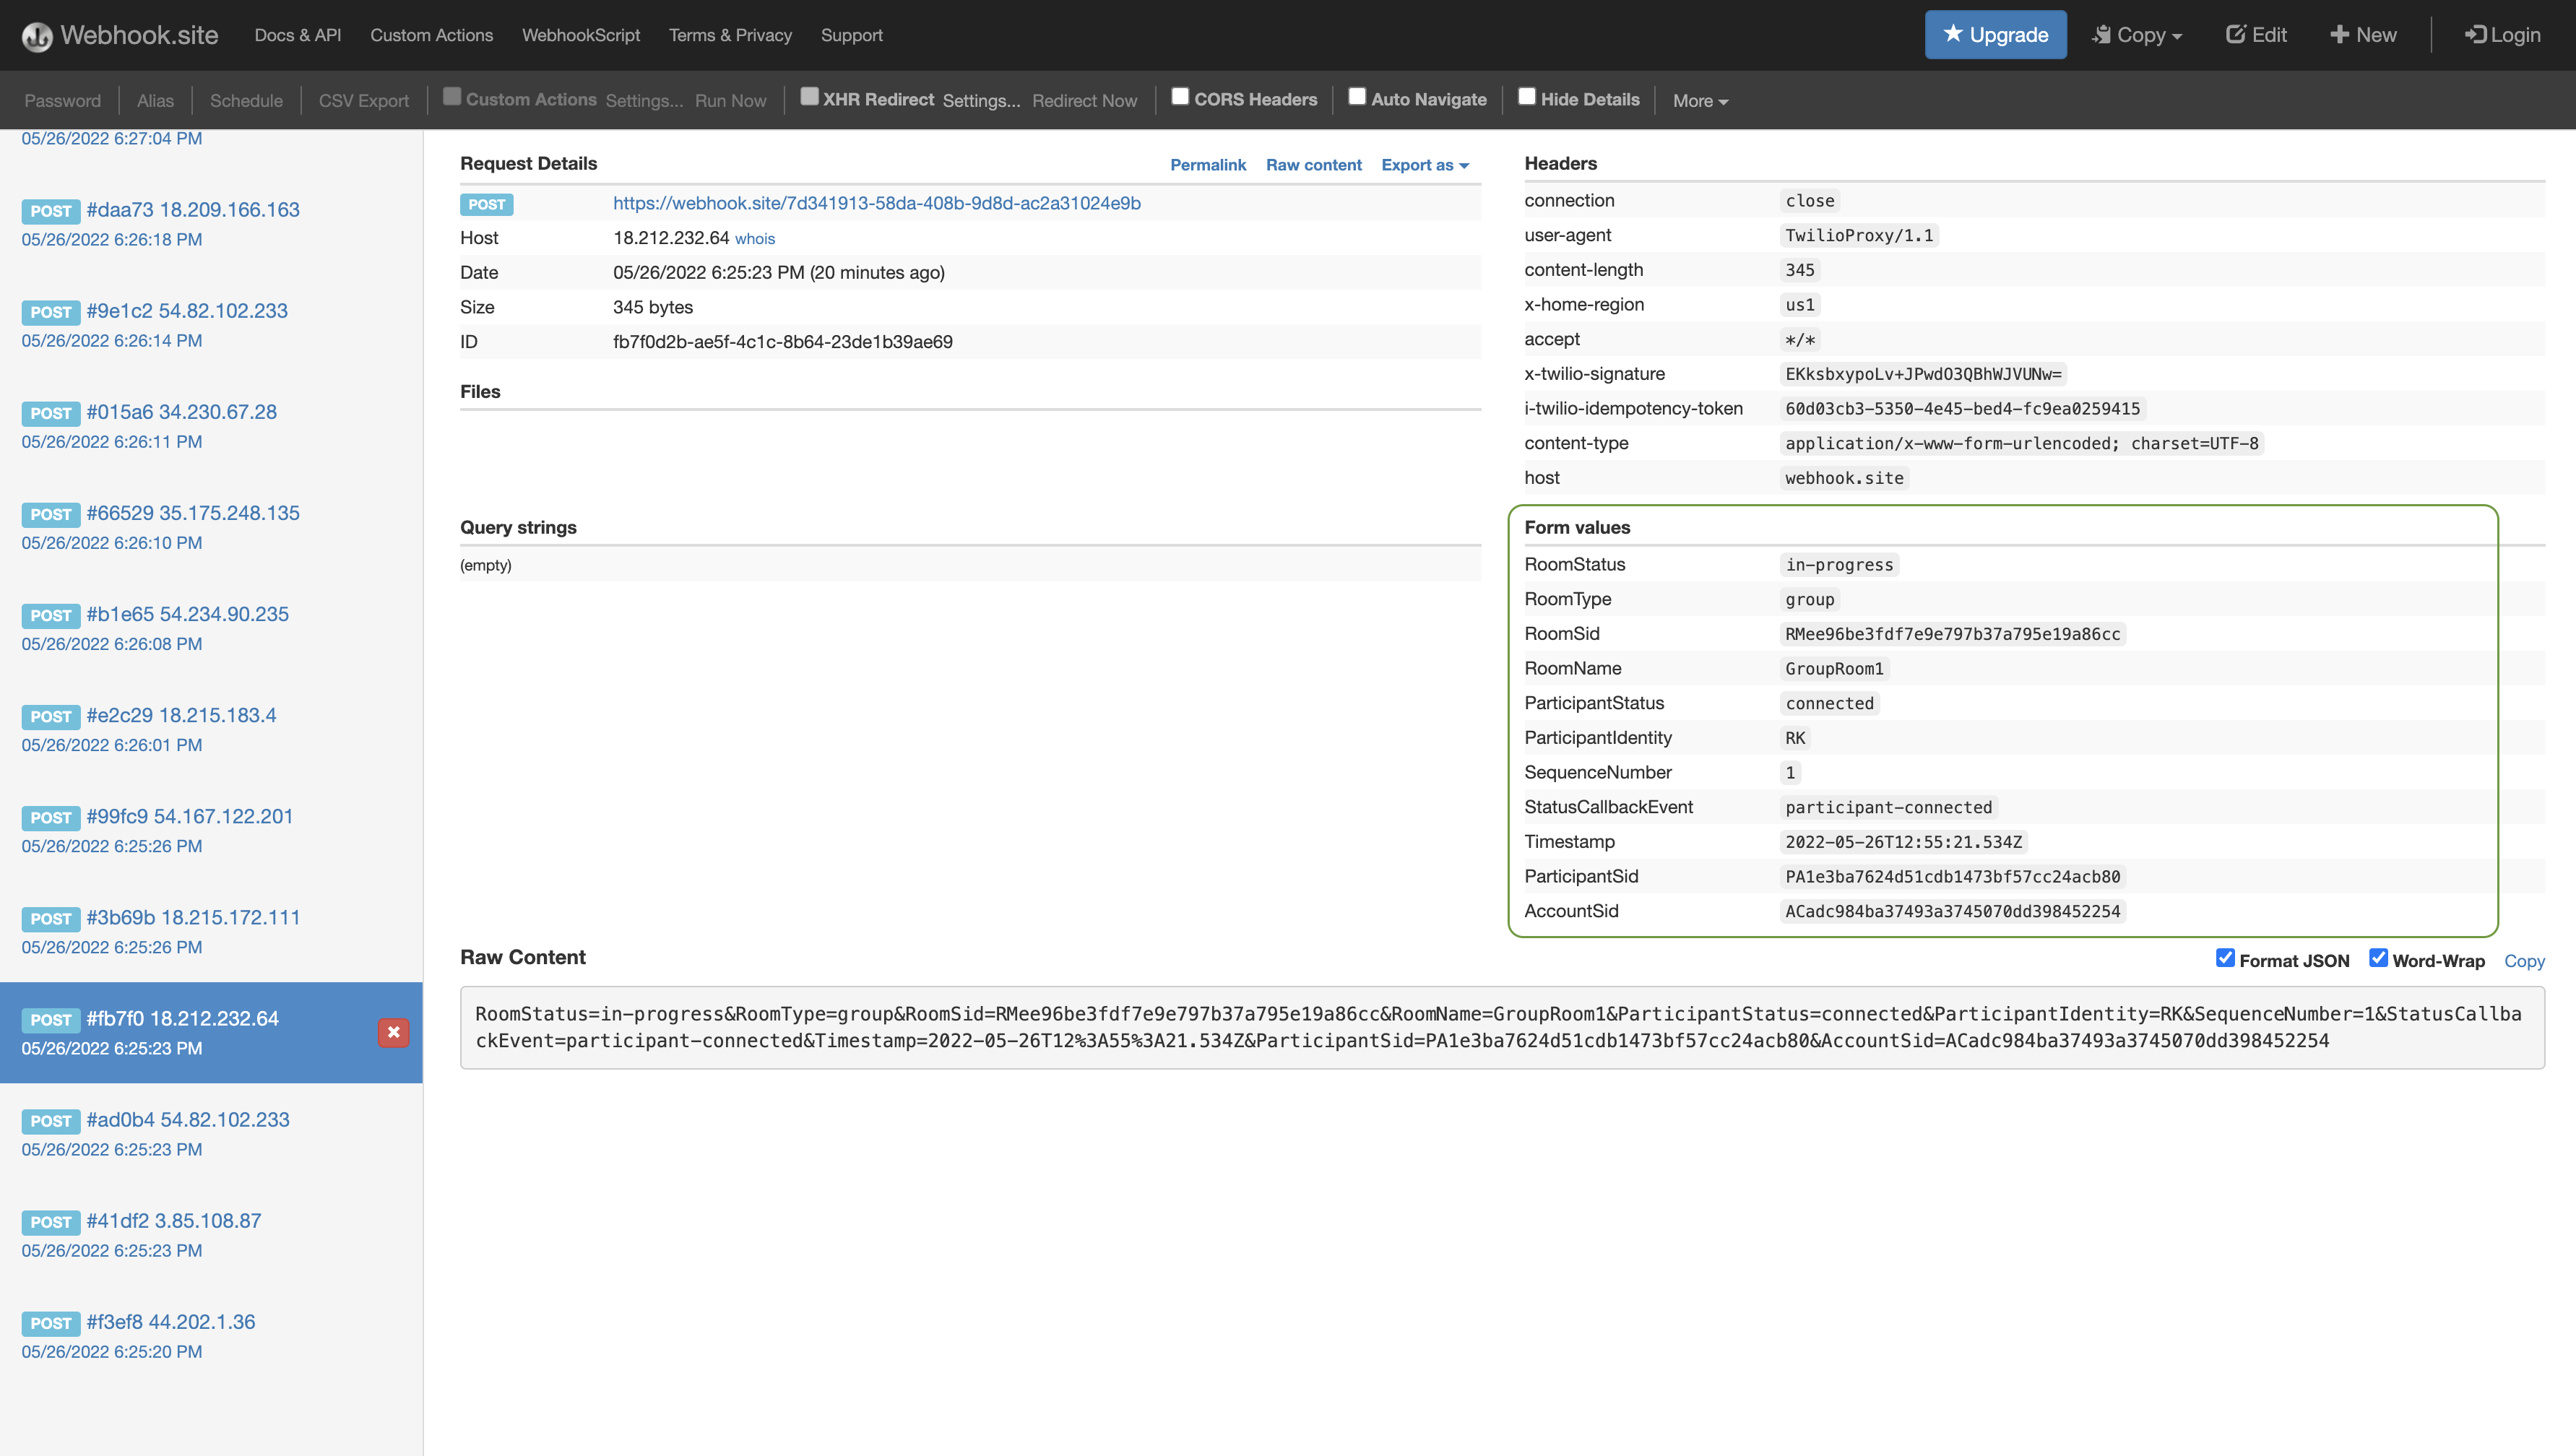 Webhook.site Docs & API Custom Actions WebhookScript Terms & Privacy Support Upgrade Copy Edit New Login
Password Alias Schedule CSV Export Custom Actions Settings... Run Now XHR Redirect Settings... Redirect Now CORS Headers Auto Navigate Hide Details More
05/26/2022 6:27:04 PM
POST #daa73 18.209.166.163
05/26/2022 6:26:18 PM
POST #9e1c2 54.82.102.233
05/26/2022 6:26:14 PM
POST #015a6 34.230.67.28
05/26/2022 6:26:11 PM
POST #66529 35.175.248.135
05/26/2022 6:26:10 PM
POST #b1e65 54.234.90.235
05/26/2022 6:26:08 PM
POST #e2c29 18.215.183.4
05/26/2022 6:26:01 PM
POST #99fc9 54.167.122.201
05/26/2022 6:25:26 PM
POST #3b69b 18.215.172.111
05/26/2022 6:25:26 PM
POST #fb7f0 18.212.232.64
05/26/2022 6:25:23 PM
POST #ad0b4 54.82.102.233
05/26/2022 6:25:23 PM
POST #41df2 3.85.108.87
05/26/2022 6:25:23 PM
POST #f3ef8 44.202.1.36
05/26/2022 6:25:20 PM
Request Details Permalink Raw content Export as
POST https://webhook.site/7d341913-58da-408b-9d8d-ac2a31024e9b
Host 18.212.232.64 whois
Date 05/26/2022 6:25:23 PM (20 minutes ago)
Size 345 bytes
ID fb7f0d2b-ae5f-4c1c-8b64-23de1b39ae69
Files
Query strings
(empty)
Headers
connection close
user-agent TwilioProxy/1.1
content-length 345
x-home-region us1
accept */*
x-twilio-signature EKksbxypoLv+JPwdO3QBhWJVUNw=
i-twilio-idempotency-token 60d03cb3-5350-4e45-bed4-fc9ea0259415
content-type application/x-www-form-urlencoded; charset=UTF-8
host webhook.site
Form values
RoomStatus in-progress
RoomType group
RoomSid RMee96be3fdf7e9e797b37a795e19a86cc
RoomName GroupRoom1
ParticipantStatus connected
ParticipantIdentity RK
SequenceNumber 1
StatusCallbackEvent participant-connected
Timestamp 2022-05-26T12:55:21.534Z
ParticipantSid PA1e3ba7624d51cdb1473bf57cc24acb80
AccountSid ACadc984ba37493a3745070dd398452254
Raw Content Format JSON Word-Wrap Copy
RoomStatus=in-progress&RoomType=group&RoomSid=RMee96be3fdf7e9e797b37a795e19a86cc&RoomName=GroupRoom1&ParticipantStatus=connected&ParticipantIdentity=RK&SequenceNumber=1&StatusCallba
ckEvent=participant-connected&Timestamp=2022-05-26T12%3A55%3A21.534Z&ParticipantSid=PA1e3ba7624d51cdb1473bf57cc24acb80&AccountSid=ACadc984ba37493a3745070dd398452254